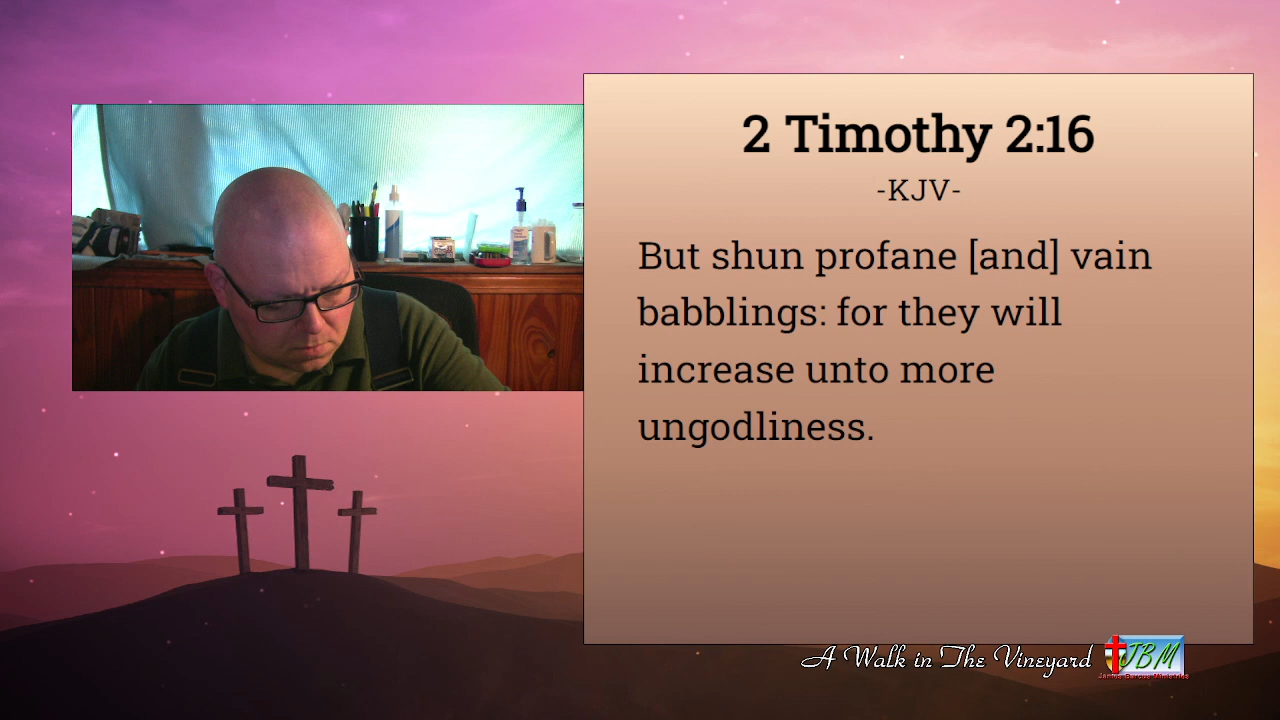 2 Timothy 2:16
-KJV-
But shun profane [and] vain
babblings: for they will
increase unto more
ungodliness.
A Walk in The Vineyard
JBM